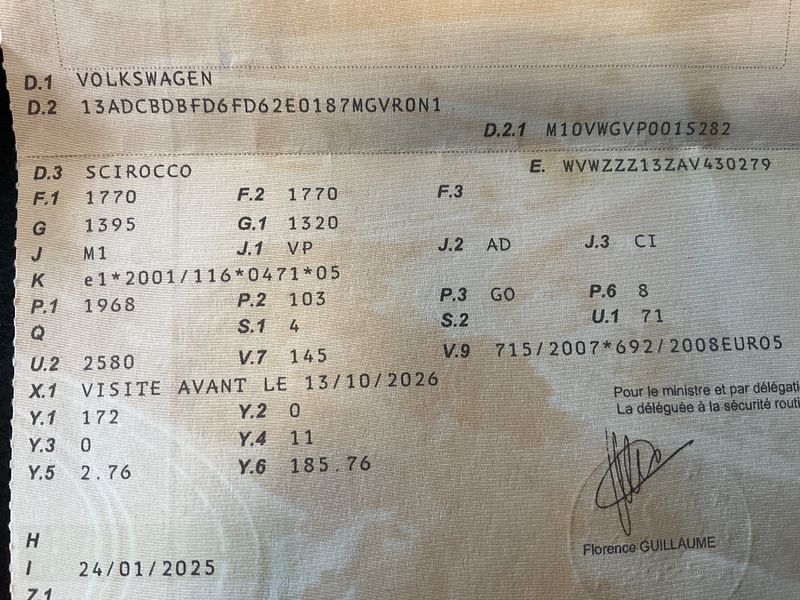 D.1 VOLKSWAGEN
D.2 13ADCBDBFD6FD62E0187MGVRON1
D.2.1 M10VWGVP001S282
D.3 SCIROCCO
E. WVWZZZ13ZAV430279
F.1 1770 F.2 1770 F.3
G 1395 G.1 1320
J M1 J.1 VP J.2 AD J.3 CI
K e1*2001/116*0471*05
P.1 1968 P.2 103 P.3 GO P.6 8
Q S.1 4 S.2 U.1 71
U.2 2580 V.7 145 V.9 715/2007*692/2008EURO5
X.1 VISITE AVANT LE 13/10/2026
Y.1 172 Y.2 0
Y.3 0 Y.4 11
Y.5 2.76 Y.6 185.76
Pour le ministre et par délégati
La déléguée à la sécurité routi
Florence GUILLAUME
H
I 24/01/2025
Z.1